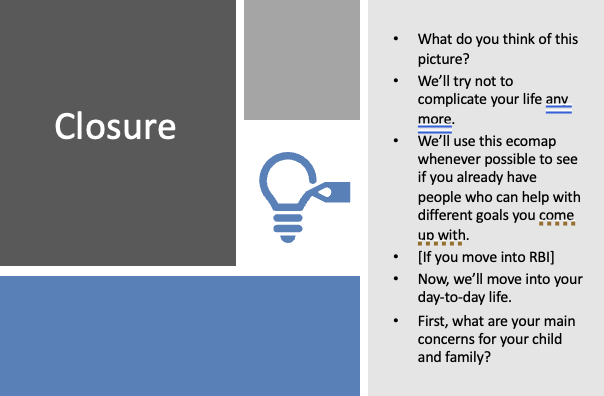 Closure
• What do you think of this
picture?
• We'll try not to
complicate your life any
more.
• We'll use this ecomap
whenever possible to see
if you already have
people who can help with
different goals you come
up with.
• [If you move into RBI]
• Now, we'll move into your
day-to-day life.
• First, what are your main
concerns for your child
and family?